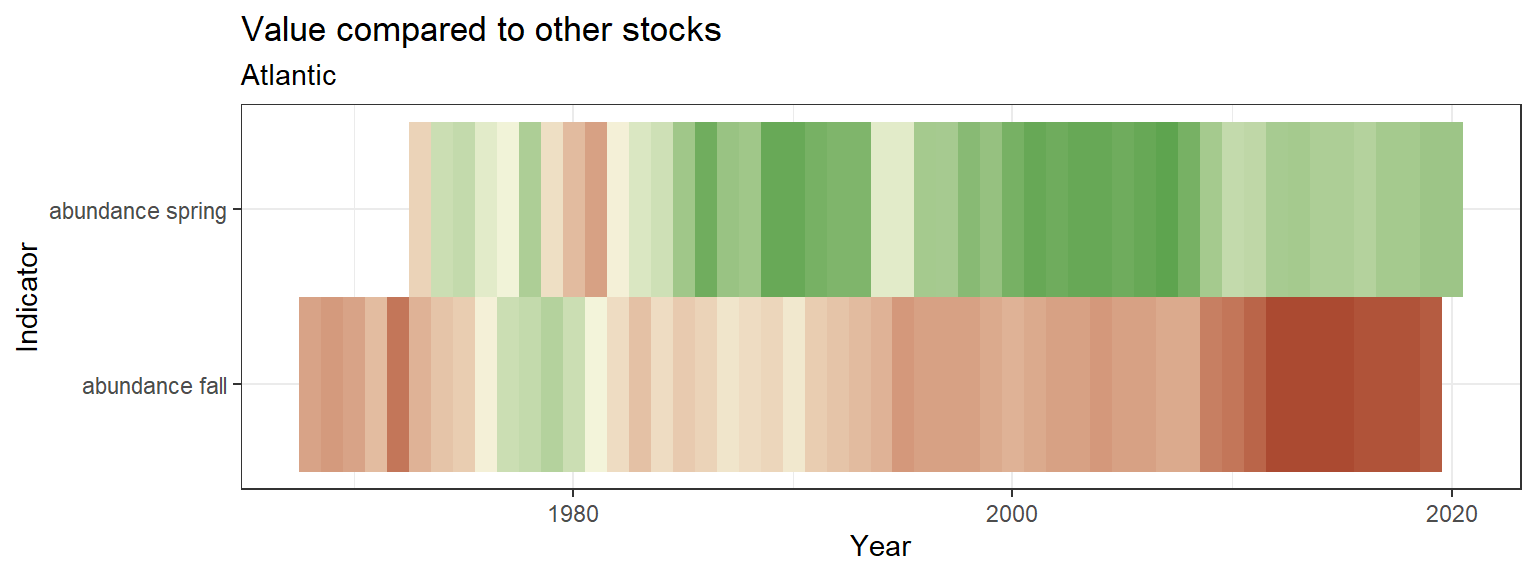 Value compared to other stocks
Atlantic
Indicator
abundance spring
abundance fall
1980 2000 2020
Year